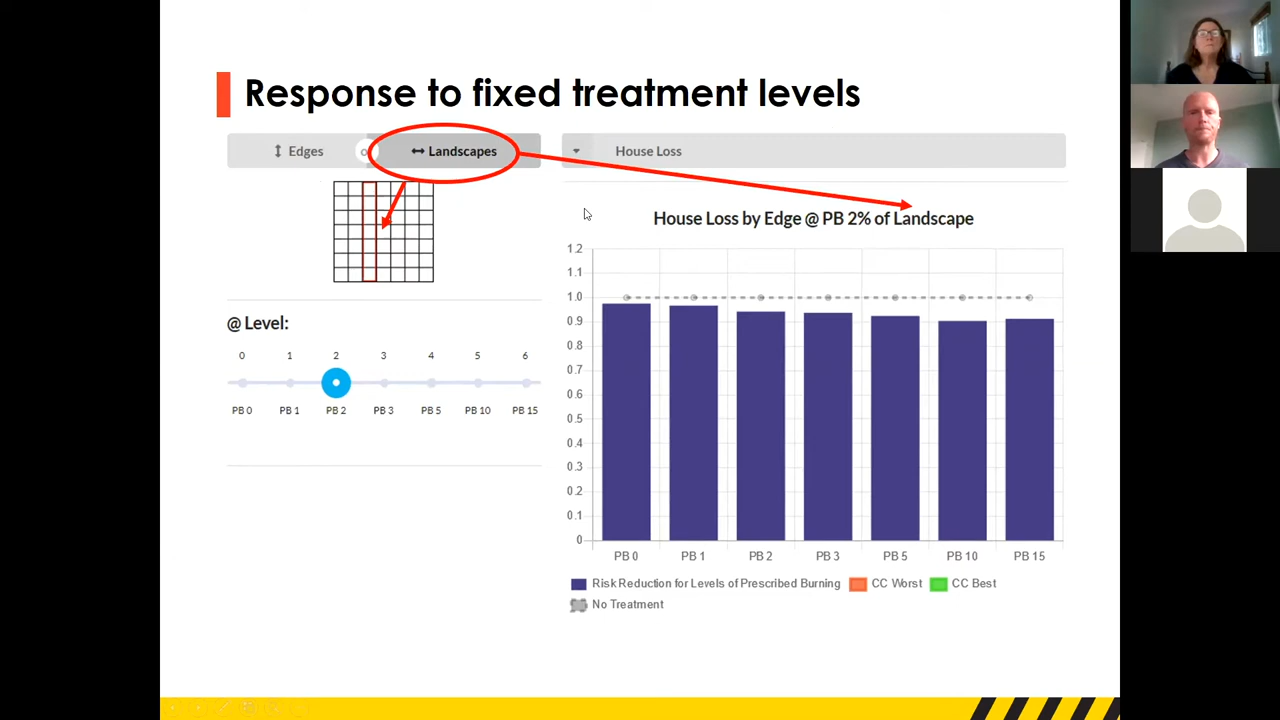 Response to fixed treatment levels
Edges
Landscapes
House Loss
@ Level:
0 1 2 3 4 5 6
PB 0 PB 1 PB 2 PB 3 PB 5 PB 10 PB 15
House Loss by Edge @ PB 2% of Landscape
1.2
1.1
1.0
0.9
0.8
0.7
0.6
0.5
0.4
0.3
0.2
0.1
0
PB 0 PB 1 PB 2 PB 3 PB 5 PB 10 PB 15
Risk Reduction for Levels of Prescribed Burning CC Worst CC Best
No Treatment